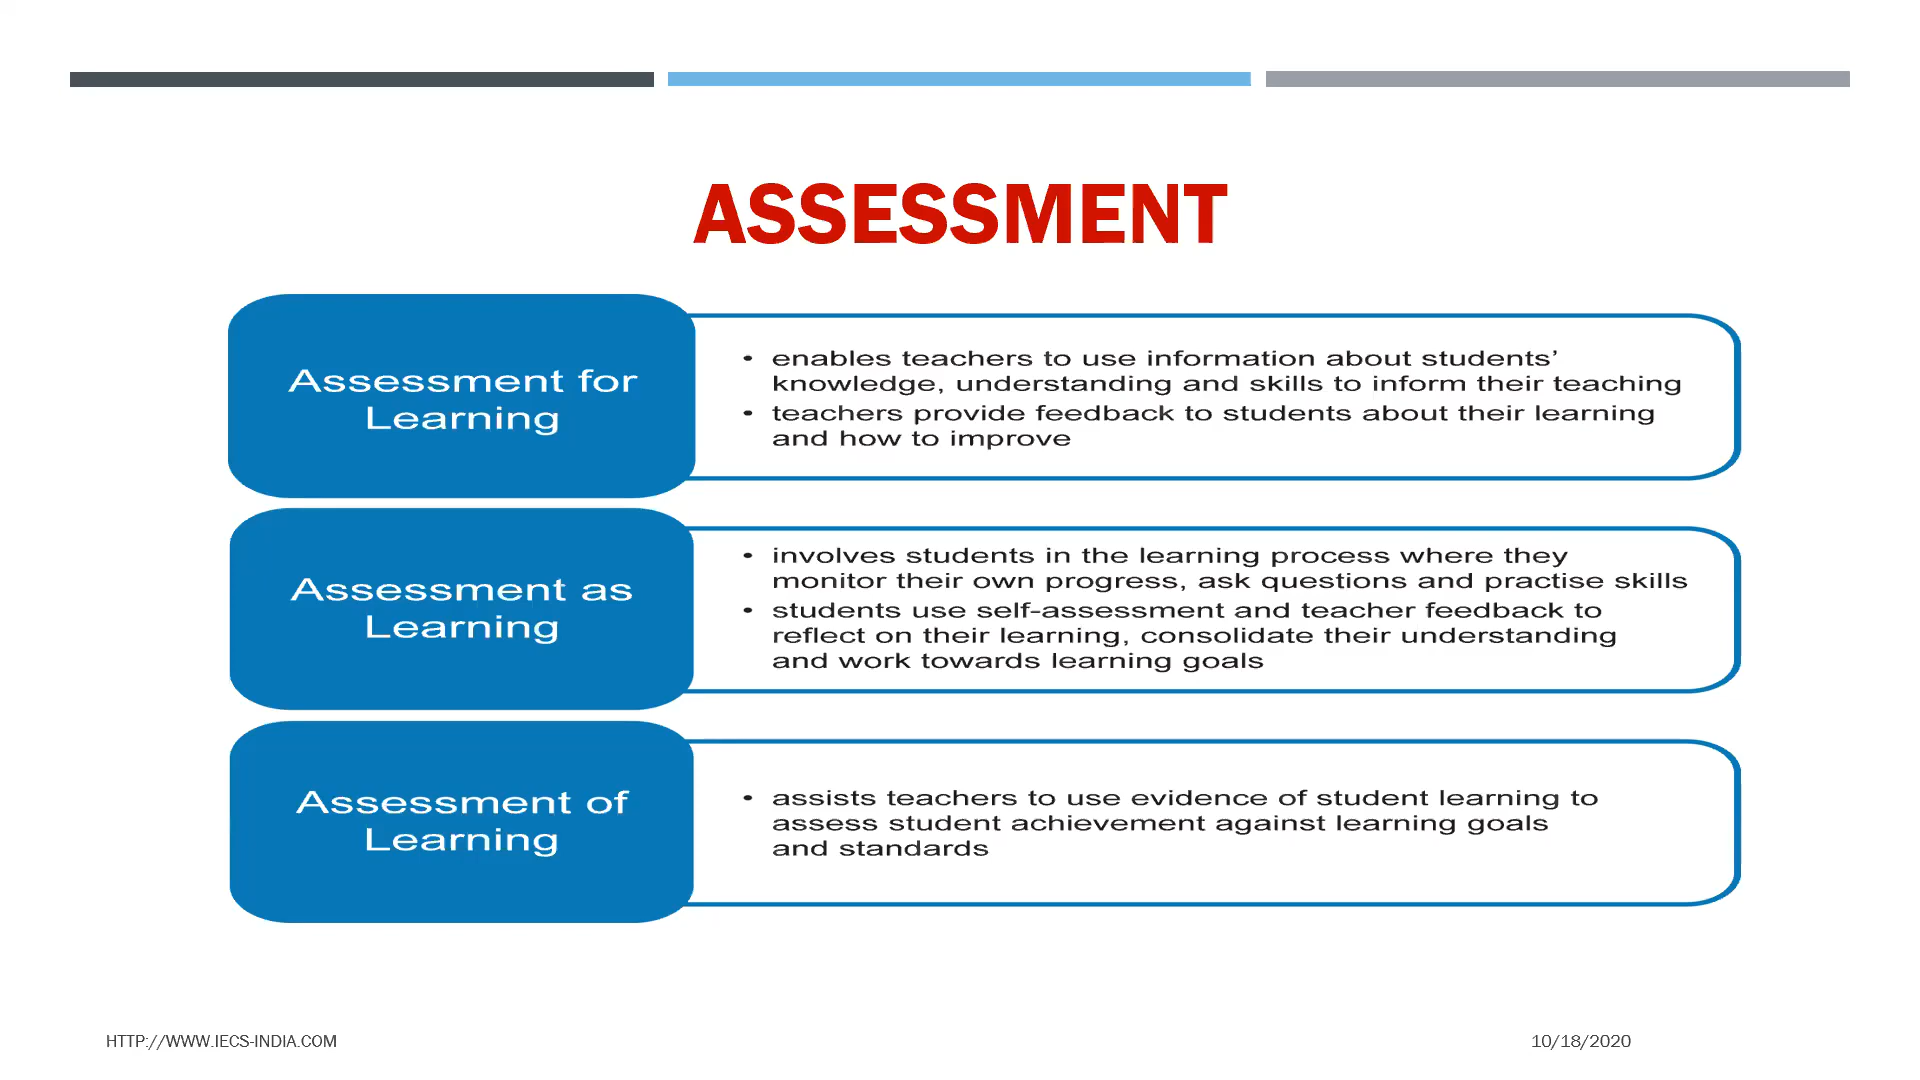 ASSESSMENT
Assessment for
Learning
• enables teachers to use information about students’
knowledge, understanding and skills to inform their teaching
• teachers provide feedback to students about their learning
and how to improve
Assessment as
Learning
• involves students in the learning process where they
monitor their own progress, ask questions and practise skills
• students use self-assessment and teacher feedback to
reflect on their learning, consolidate their understanding
and work towards learning goals
Assessment of
Learning
• assists teachers to use evidence of student learning to
assess student achievement against learning goals
and standards
HTTP://WWW.IECS-INDIA.COM
10/18/2020